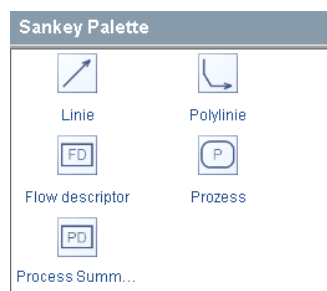 Sankey Palette
Linie
Polylinie
FD
P
Flow descriptor
Prozess
PD
Process Summ...